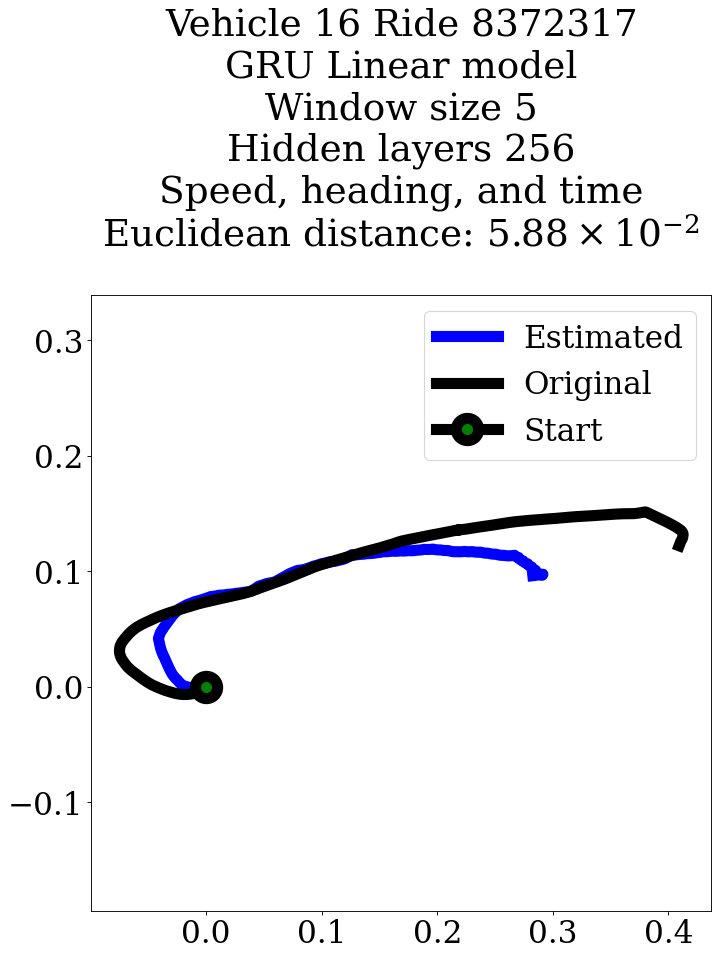 Vehicle 16 Ride 8372317
GRU Linear model
Window size 5
Hidden layers 256
Speed, heading, and time
Euclidean distance: 5.88 × 10⁻²
Estimated
Original
Start
0.3
0.2
0.1
0.0
−0.1
0.0 0.1 0.2 0.3 0.4